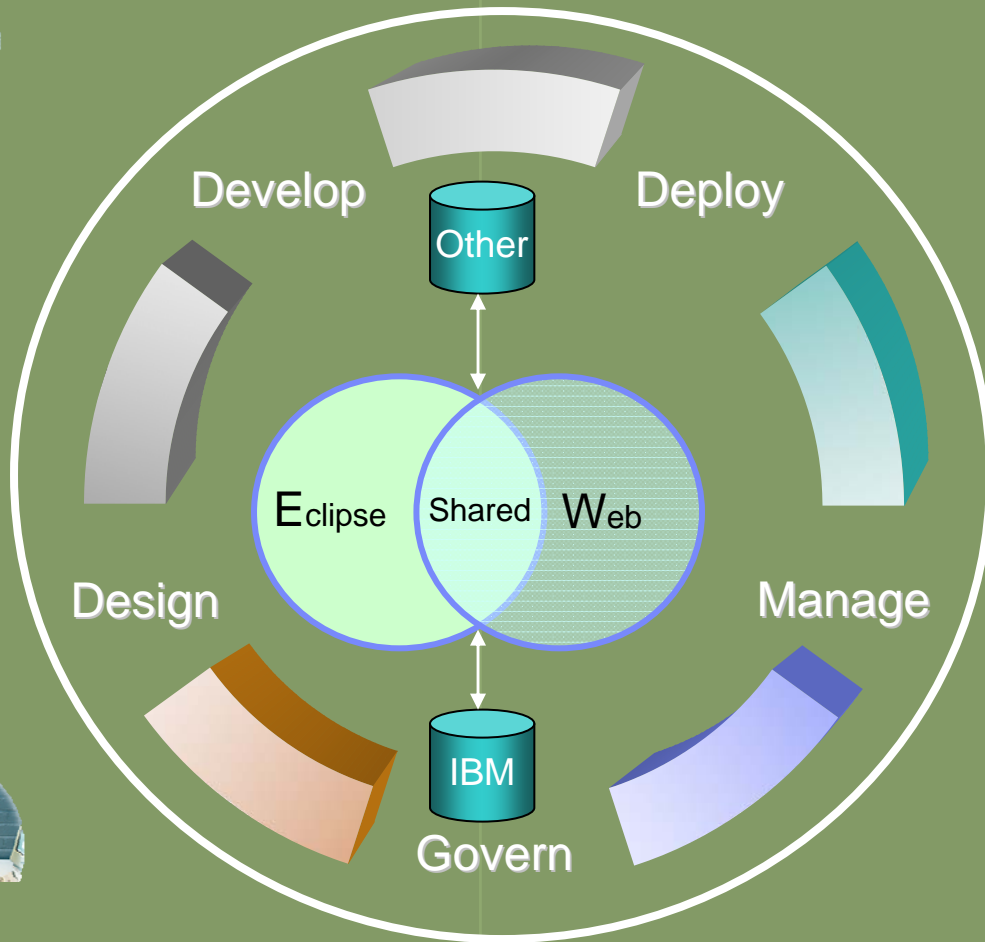 Develop
Deploy
Other
Eclipse
Shared
Web
Design
Manage
IBM
Govern